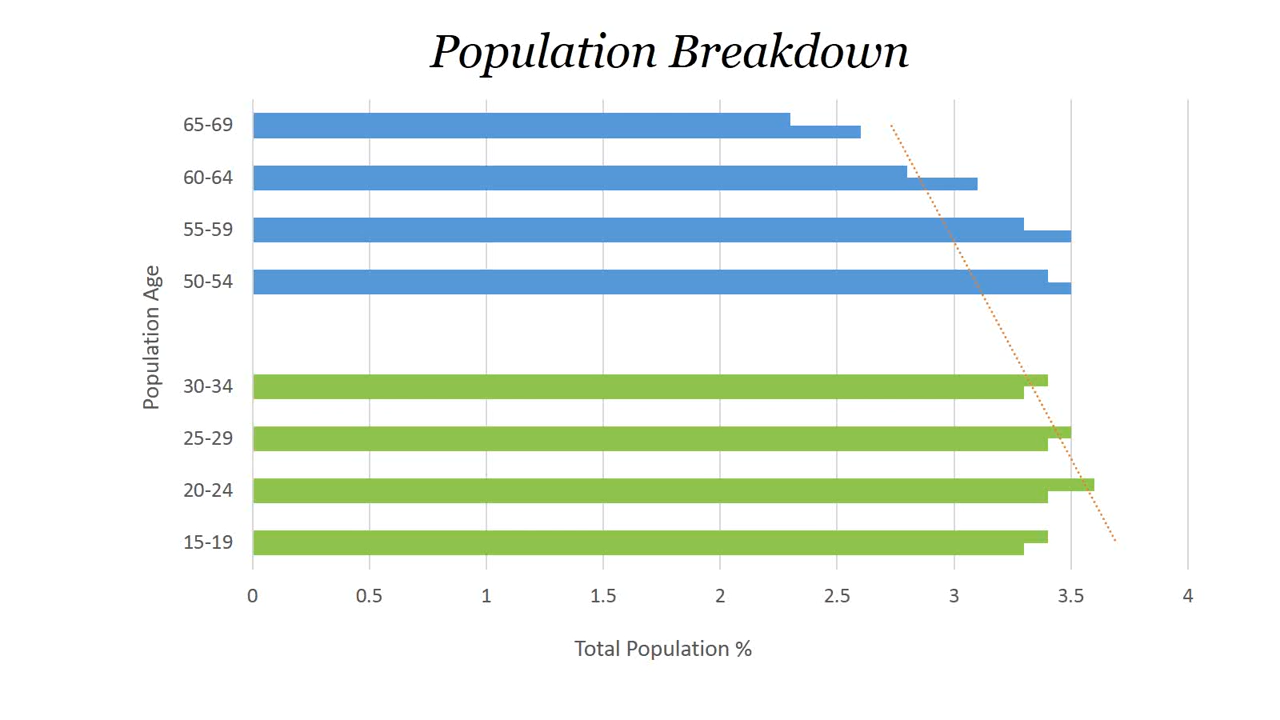 Population Breakdown
65-69
60-64
55-59
50-54
30-34
25-29
20-24
15-19
Population Age
0 0.5 1 1.5 2 2.5 3 3.5 4
Total Population %